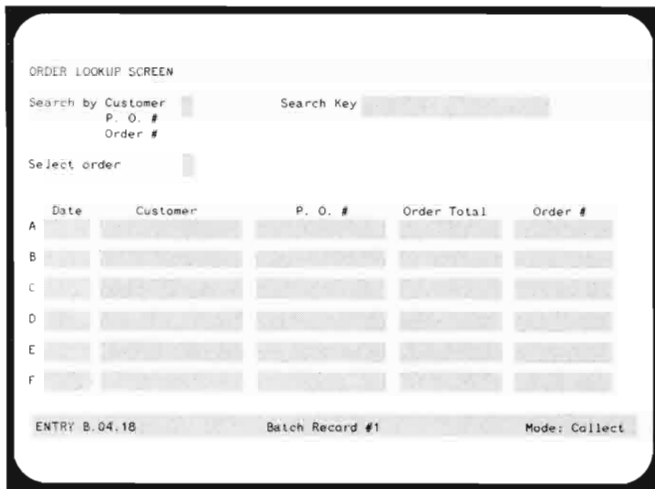 ORDER LOOKUP SCREEN
Search by Customer Search Key
P. O. #
Order #
Select order
Date Customer P. O. # Order Total Order #
A
B
C
D
E
F
ENTRY B.04.18 Batch Record #1 Mode: Collect